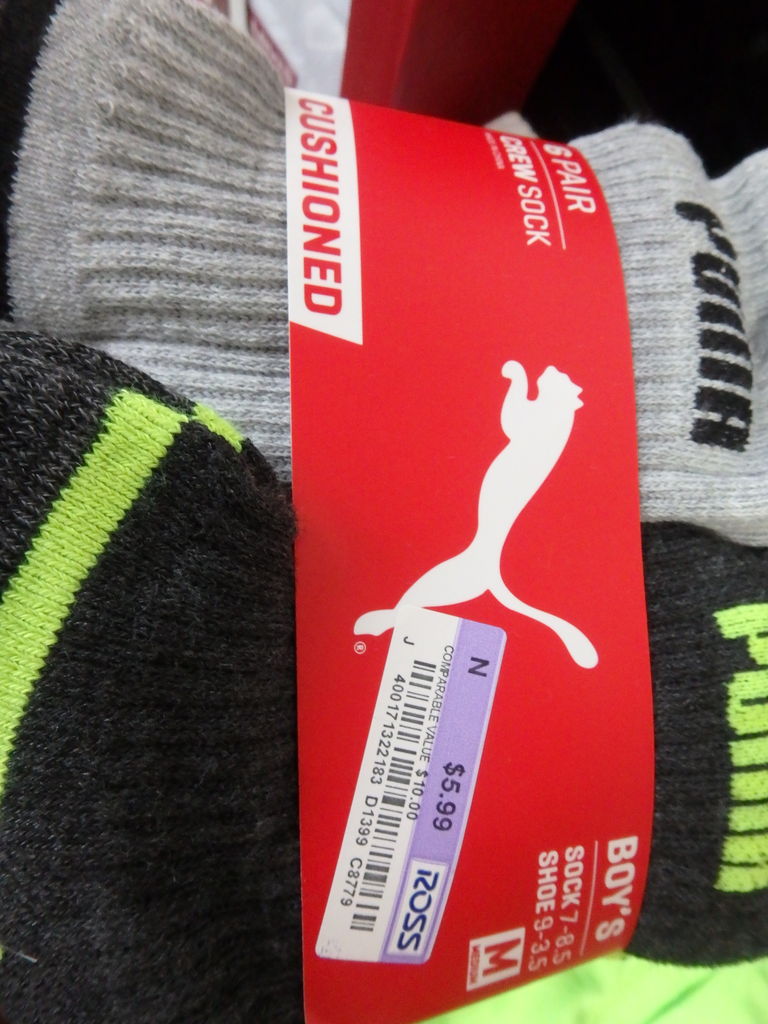 CUSHIONED
6 PAIR
CREW SOCK
PUMA
PUMA
®
N
$5.99
ROSS
COMPARABLE VALUE $10.00
J
400171322183 D1399 C8779
BOY'S
SOCK 7-8.5
SHOE 9-3.5
M
MEDIUM